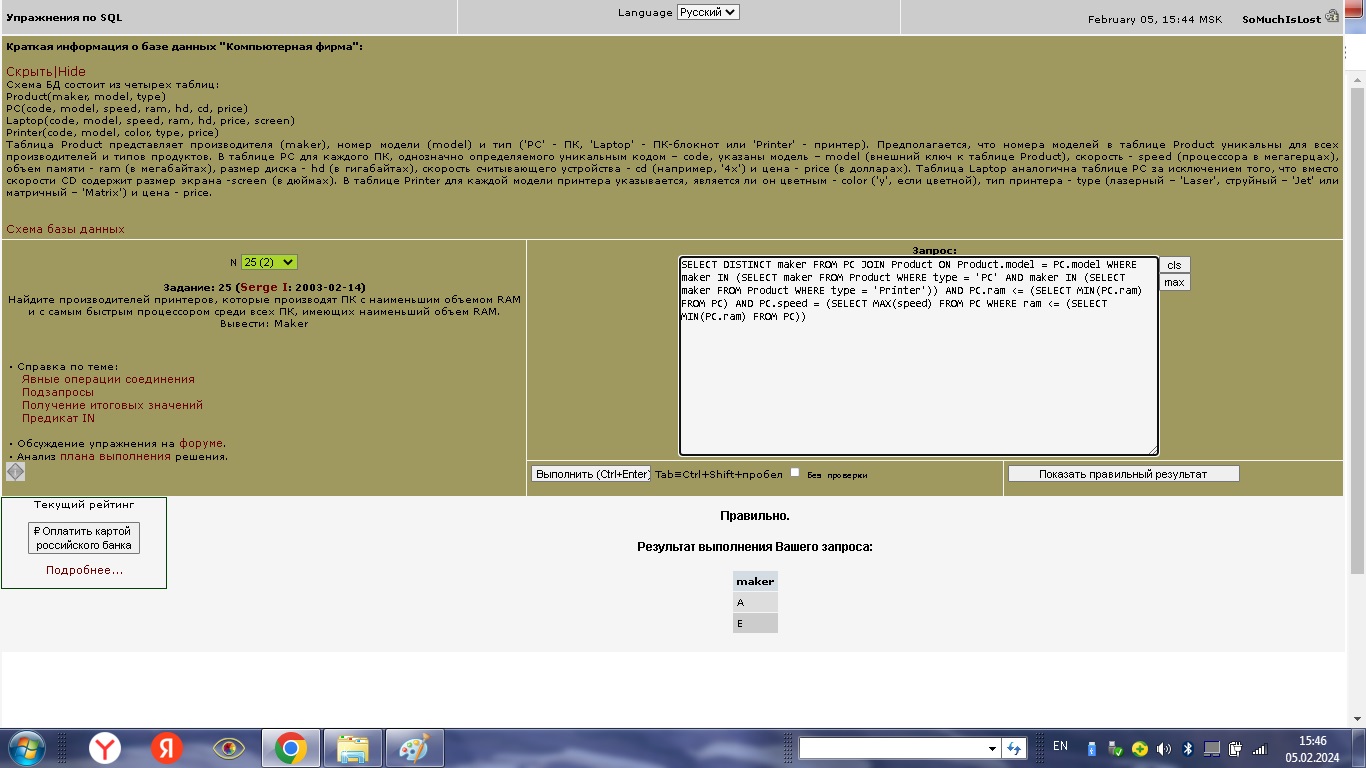 Упражнения по SQL
Language Русский
February 05, 15:44 MSK SoMuchIsLost
Краткая информация о базе данных "Компьютерная фирма":
Скрыть|Hide
Схема БД состоит из четырех таблиц:
Product(maker, model, type)
PC(code, model, speed, ram, hd, cd, price)
Laptop(code, model, speed, ram, hd, price, screen)
Printer(code, model, color, type, price)
Таблица Product представляет производителя (maker), номер модели (model) и тип ('PC' - ПК, 'Laptop' - ПК-блокнот или 'Printer' - принтер). Предполагается, что номера моделей в таблице Product уникальны для всех
производителей и типов продуктов. В таблице PC для каждого ПК, однозначно определяемого уникальным кодом – code, указаны модель – model (внешний ключ к таблице Product), скорость - speed (процессора в мегагерцах),
объем памяти - ram (в мегабайтах), размер диска - hd (в гигабайтах), скорость считывающего устройства - cd (например, '4x') и цена - price (в долларах). Таблица Laptop аналогична таблице РС за исключением того, что вместо
скорости CD содержит размер экрана -screen (в дюймах). В таблице Printer для каждой модели принтера указывается, является ли он цветным - color ('y', если цветной), тип принтера - type (лазерный – 'Laser', струйный – 'Jet' или
матричный – 'Matrix') и цена - price.
Схема базы данных
N 25 (2)
Задание: 25 (Serge I: 2003-02-14)
Найдите производителей принтеров, которые производят ПК с наименьшим объемом RAM
и с самым быстрым процессором среди всех ПК, имеющих наименьший объем RAM.
Вывести: Maker
• Справка по теме:
Явные операции соединения
Подзапросы
Получение итоговых значений
Предикат IN
• Обсуждение упражнения на форуме.
• Анализ плана выполнения решения.
Запрос:
SELECT DISTINCT maker FROM PC JOIN Product ON Product.model = PC.model WHERE
maker IN (SELECT maker FROM Product WHERE type = 'PC' AND maker IN (SELECT
maker FROM Product WHERE type = 'Printer')) AND PC.ram <= (SELECT MIN(PC.ram)
FROM PC) AND PC.speed = (SELECT MAX(speed) FROM PC WHERE ram <= (SELECT
MIN(PC.ram) FROM PC))
cls
max
Выполнить (Ctrl+Enter) Tab≡Ctrl+Shift+пробел Без проверки
Показать правильный результат
Текущий рейтинг
₽ Оплатить картой
российского банка
Подробнее...
Правильно.
Результат выполнения Вашего запроса:
maker
A
E
EN
15:46
05.02.2024